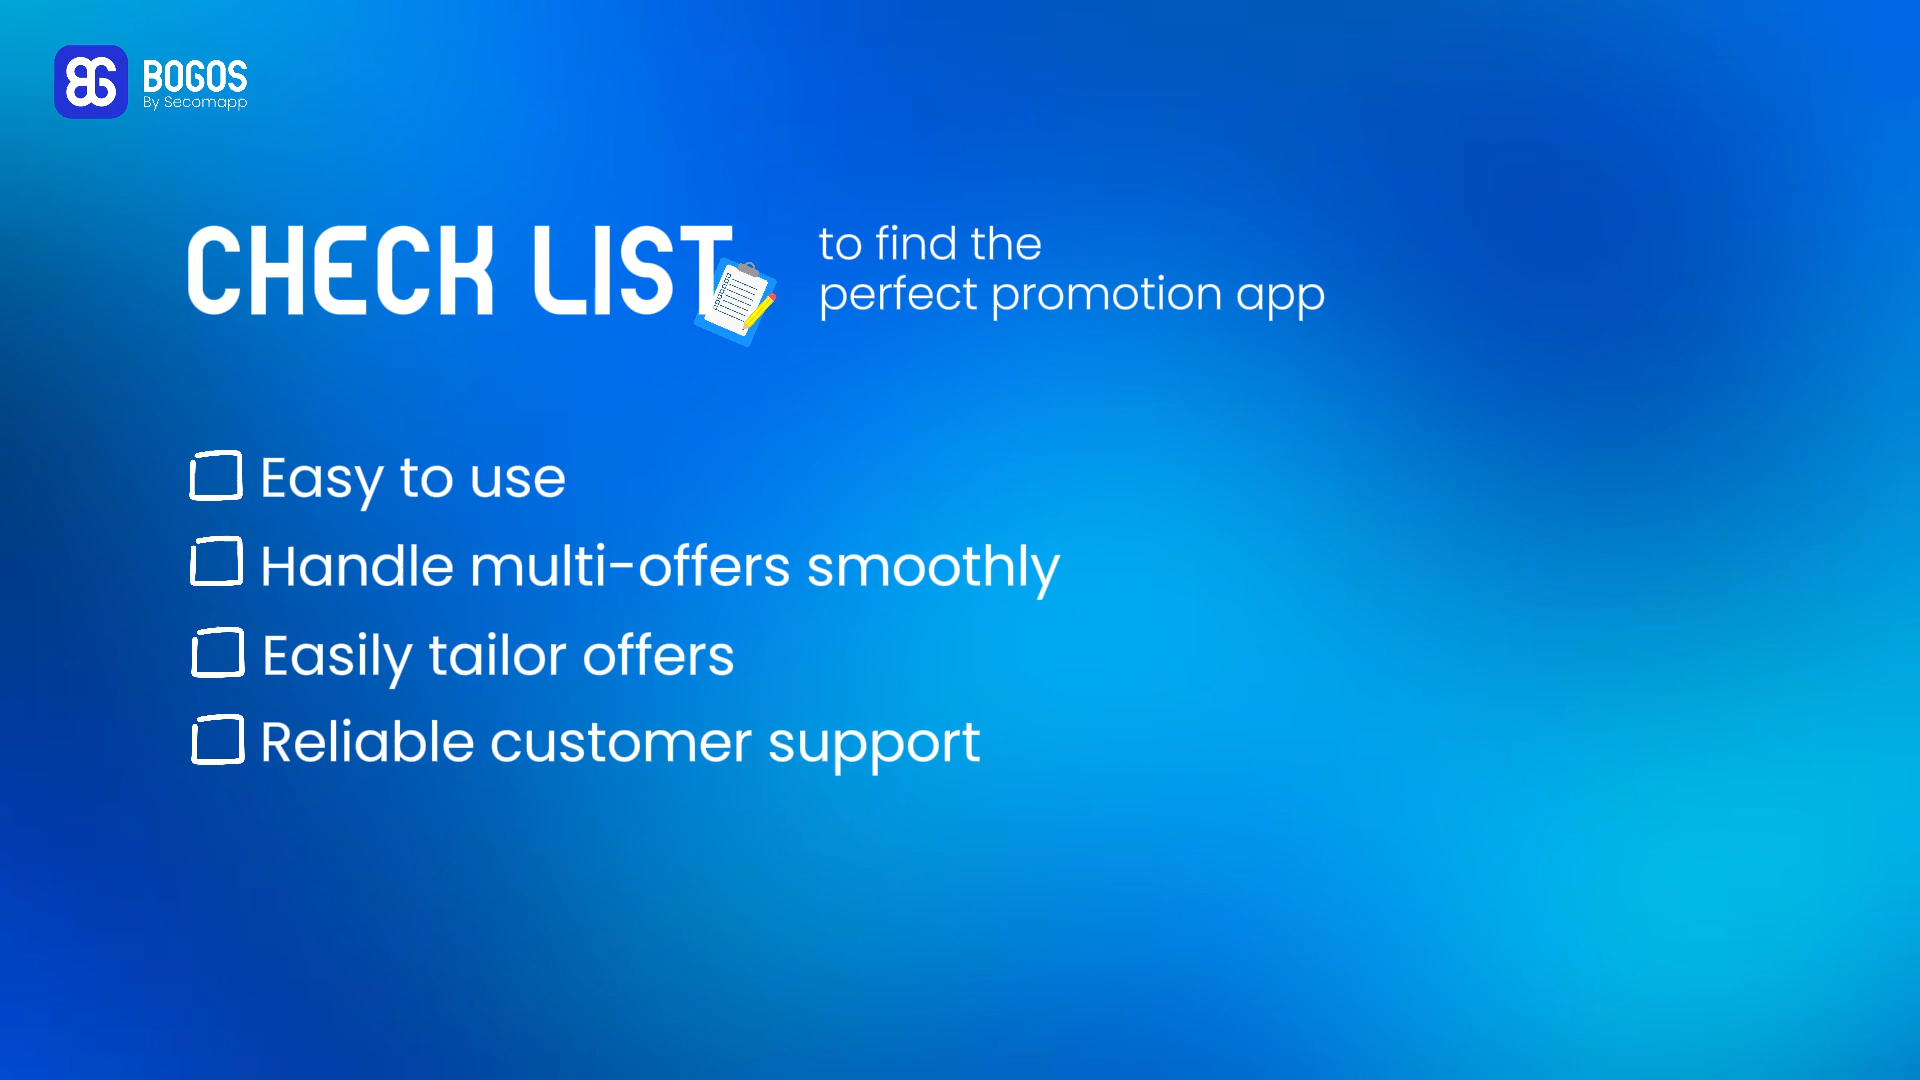 BOGOS
By Secomapp
CHECK LIST
to find the
perfect promotion app
Easy to use
Handle multi-offers smoothly
Easily tailor offers
Reliable customer support